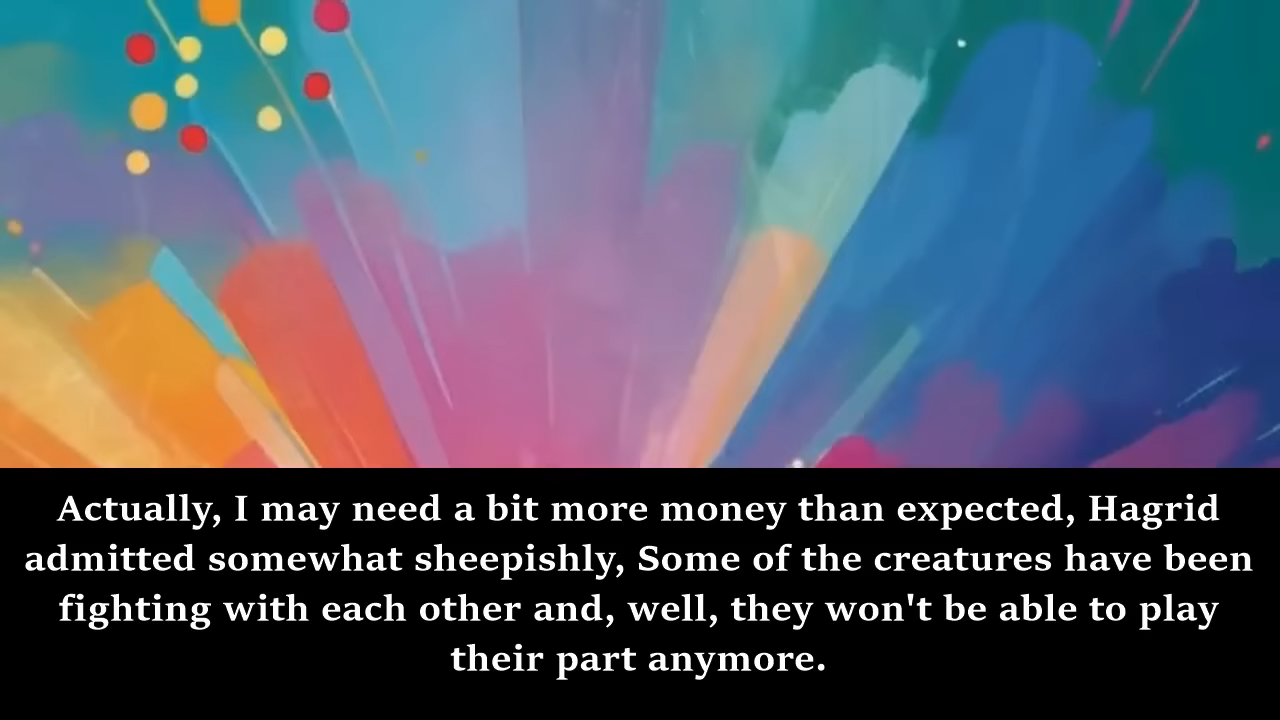 Actually, I may need a bit more money than expected, Hagrid
admitted somewhat sheepishly, Some of the creatures have been
fighting with each other and, well, they won't be able to play
their part anymore.